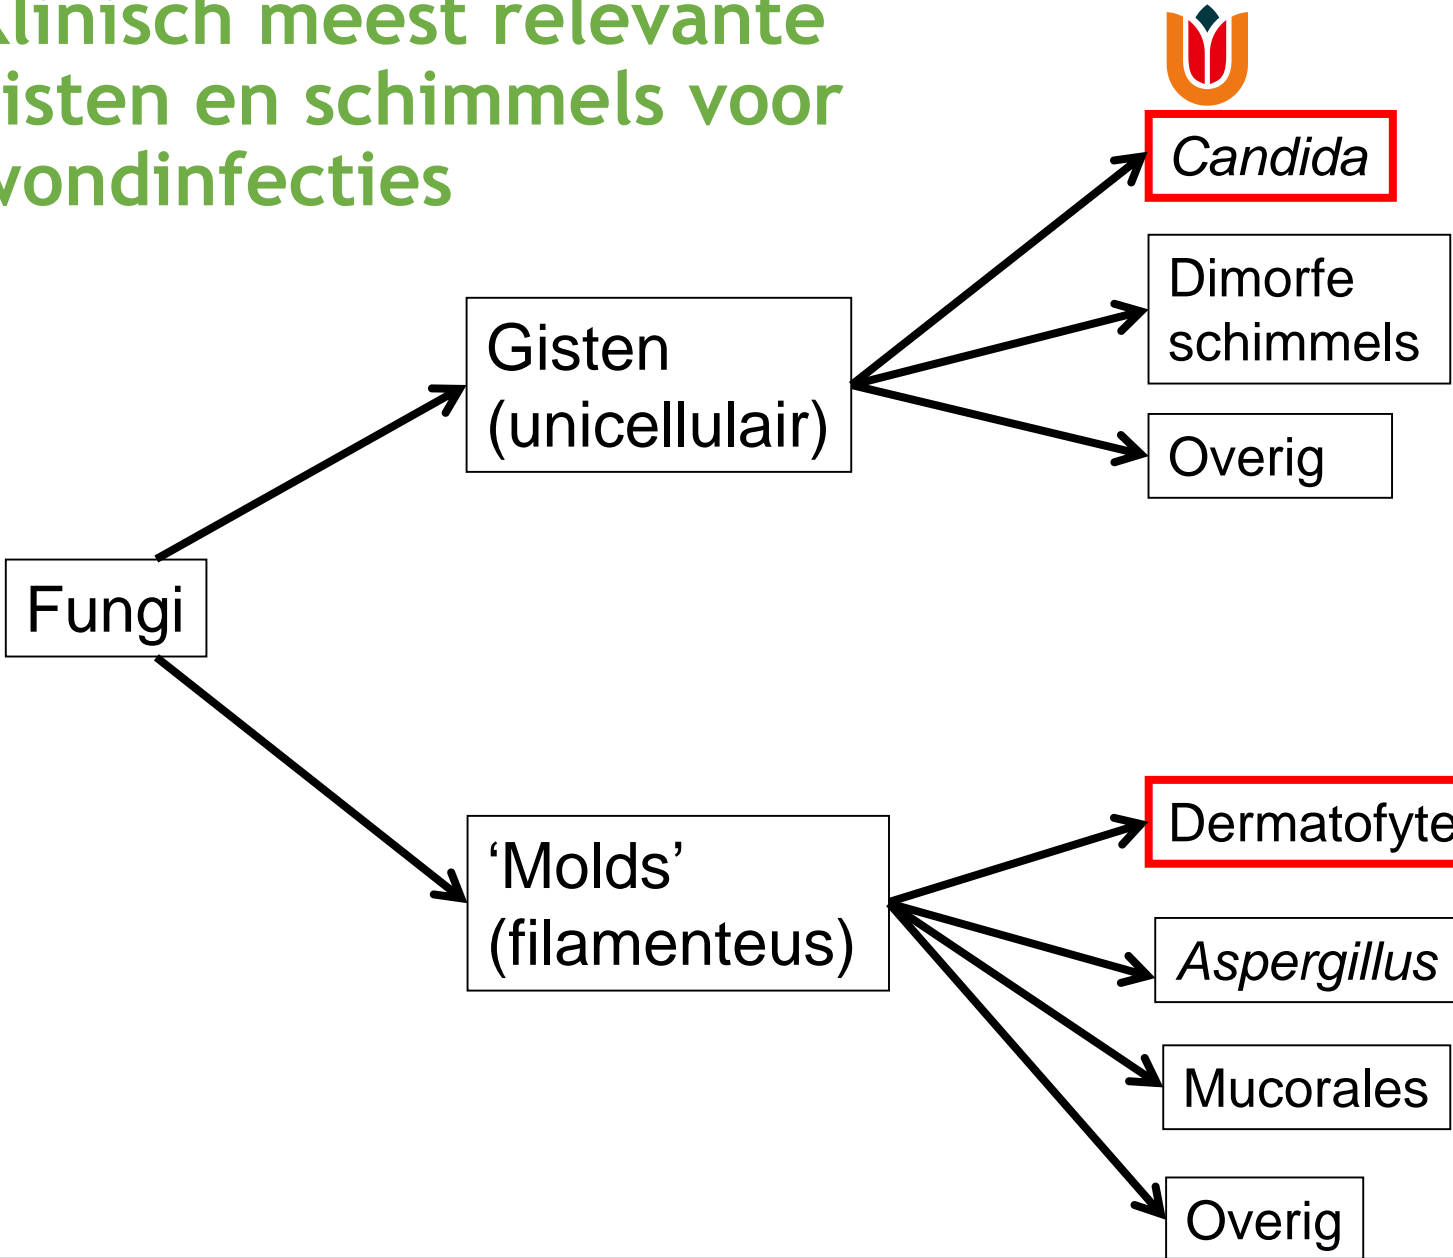 linisch meest relevante
isten en schimmels voor
wondinfecties
Candida
Dimorfe
schimmels
Gisten
(unicellulair)
Overig
Fungi
Dermatofyte
‘Molds’
(filamenteus)
Aspergillus
Mucorales
Overig